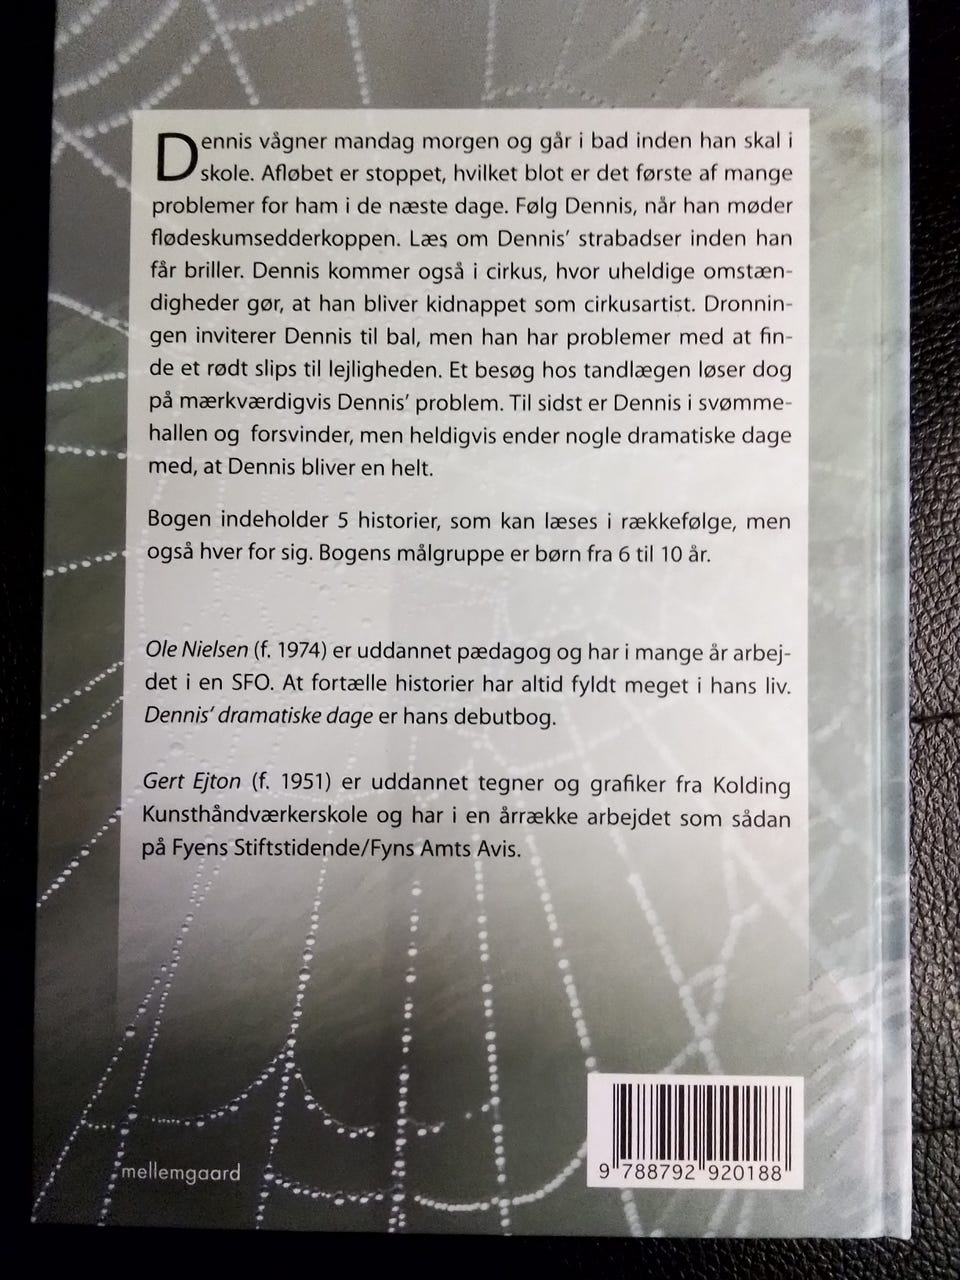 Dennis vågner mandag morgen og går i bad inden han skal i
skole. Afløbet er stoppet, hvilket blot er det første af mange
problemer for ham i de næste dage. Følg Dennis, når han møder
flødeskumsedderkoppen. Læs om Dennis' strabadser inden han
får briller. Dennis kommer også i cirkus, hvor uheldige omstæn-
digheder gør, at han bliver kidnappet som cirkusartist. Dronnin-
gen inviterer Dennis til bal, men han har problemer med at fin-
de et rødt slips til lejligheden. Et besøg hos tandlægen løser dog
på mærkværdigvis Dennis' problem. Til sidst er Dennis i svømme-
hallen og forsvinder, men heldigvis ender nogle dramatiske dage
med, at Dennis bliver en helt.
Bogen indeholder 5 historier, som kan læses i rækkefølge, men
også hver for sig. Bogens målgruppe er børn fra 6 til 10 år.
Ole Nielsen (f. 1974) er uddannet pædagog og har i mange år arbej-
det i en SFO. At fortælle historier har altid fyldt meget i hans liv.
Dennis' dramatiske dage er hans debutbog.
Gert Ejton (f. 1951) er uddannet tegner og grafiker fra Kolding
Kunsthåndværkerskole og har i en årrække arbejdet som sådan
på Fyens Stiftstidende/Fyns Amts Avis.
mellemgaard
9 788792 920188